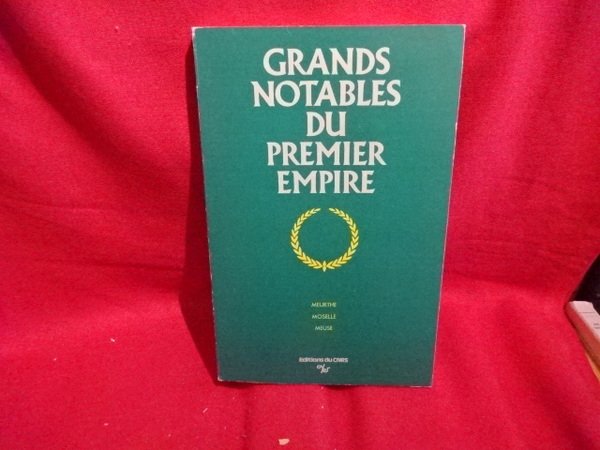 GRANDS
NOTABLES
DU
PREMIER
EMPIRE
MEURTHE
MOSELLE
MEUSE
Editions du CNRS